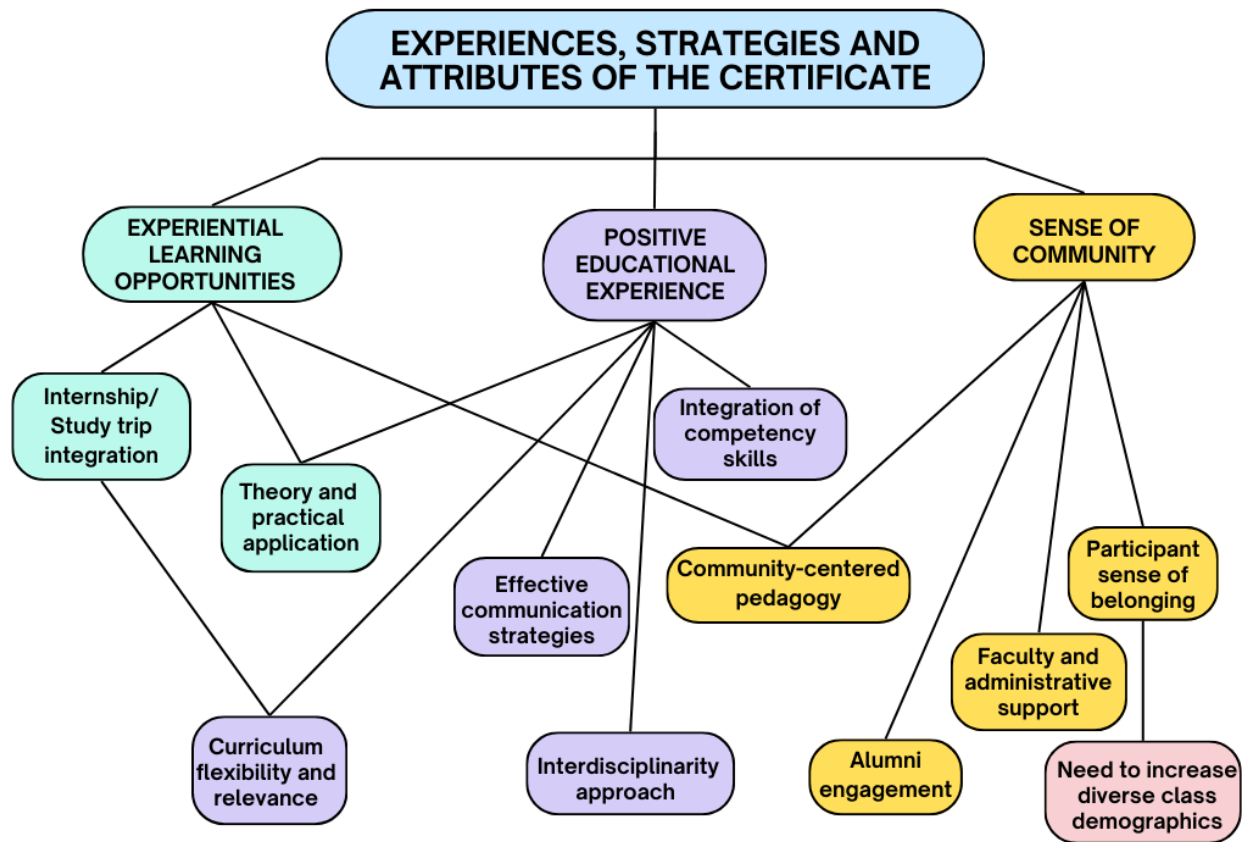 EXPERIENCES, STRATEGIES AND
ATTRIBUTES OF THE CERTIFICATE
EXPERIENTIAL
LEARNING
OPPORTUNITIES
POSITIVE
EDUCATIONAL
EXPERIENCE
SENSE OF
COMMUNITY
Internship/
Study trip
integration
Theory and
practical
application
Integration of
competency
skills
Effective
communication
strategies
Community-centered
pedagogy
Participant
sense of
belonging
Faculty and
administrative
support
Curriculum
flexibility and
relevance
Interdisciplinarity
approach
Alumni
engagement
Need to increase
diverse class
demographics